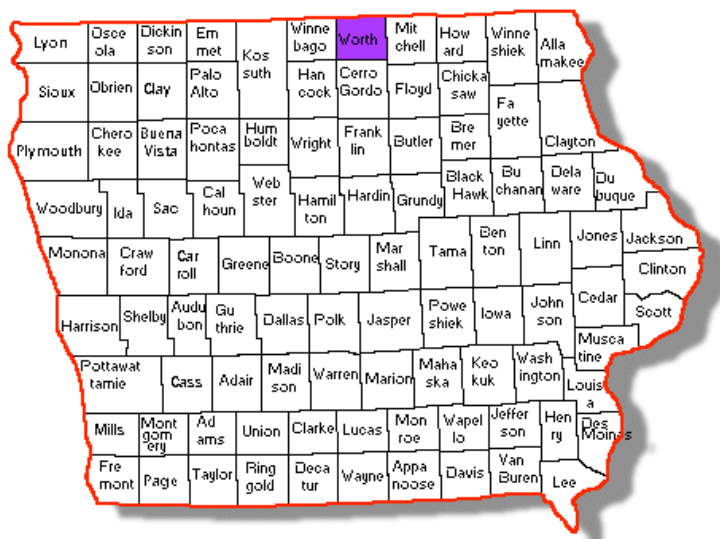 Lyon
Osce
ola
Dickin
son
Em
met
Kos
suth
Winne
bago
Worth
Mit
chell
How
ard
Winne
shiek
Alla
makee
Sioux
Obrien
Clay
Palo
Alto
Han
cock
Cerro
Gordo
Floyd
Chicka
saw
Fa
yette
Clayton
Plymouth
Chero
kee
Buena
Vista
Poca
hontas
Hum
boldt
Wright
Frank
lin
Butler
Bre
mer
Woodbury
Ida
Sac
Cal
houn
Web
ster
Hamil
ton
Hardin
Grundy
Black
Hawk
Bu
chanan
Dela
ware
Du
buque
Monona
Craw
ford
Car
roll
Greene
Boone
Story
Mar
shall
Tama
Ben
ton
Linn
Jones
Jackson
Clinton
Harrison
Shelby
Audu
bon
Gu
thrie
Dallas
Polk
Jasper
Powe
shiek
Iowa
John
son
Cedar
Scott
Musca
tine
Pottawat
tamie
Cass
Adair
Madi
son
Warren
Marion
Maha
ska
Keo
kuk
Wash
ington
Louis
a
Mills
Mont
gom
ery
Ad
ams
Union
Clarke
Lucas
Mon
roe
Wapel
lo
Jeffer
son
Hen
ry
Des
Moines
Fre
mont
Page
Taylor
Ring
gold
Deca
tur
Wayne
Appa
noose
Davis
Van
Buren
Lee